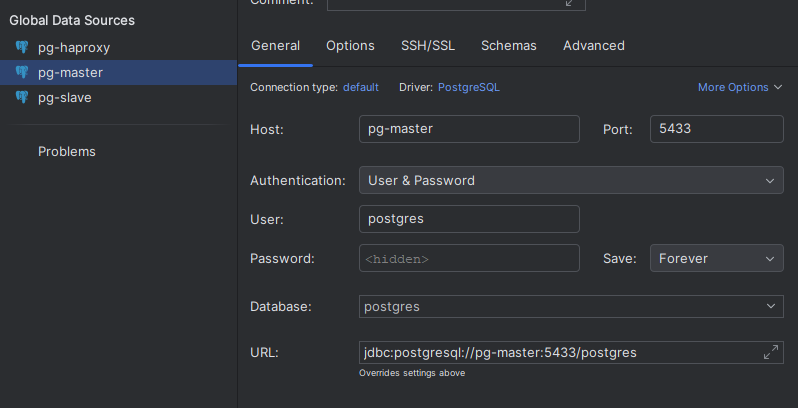 Comment:
Global Data Sources
pg-haproxy
pg-master
pg-slave
Problems
General Options SSH/SSL Schemas Advanced
Connection type: default Driver: PostgreSQL More Options
Host: pg-master Port: 5433
Authentication: User & Password
User: postgres
Password: <hidden> Save: Forever
Database: postgres
URL: jdbc:postgresql://pg-master:5433/postgres
Overrides settings above